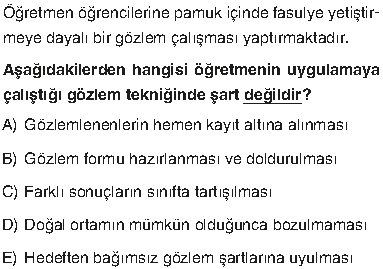 Öğretmen öğrencilerine pamuk içinde fasulye yetiştir-
meye dayalı bir gözlem çalışması yaptırmaktadır.
Aşağıdakilerden hangisi öğretmenin uygulamaya
çalıştığı gözlem tekniğinde şart değildir?
A) Gözlemlenenlerin hemen kayıt altına alınması
B) Gözlem formu hazırlanması ve doldurulması
C) Farklı sonuçların sınıfta tartışılması
D) Doğal ortamın mümkün olduğunca bozulmaması
E) Hedeften bağımsız gözlem şartlarına uyulması